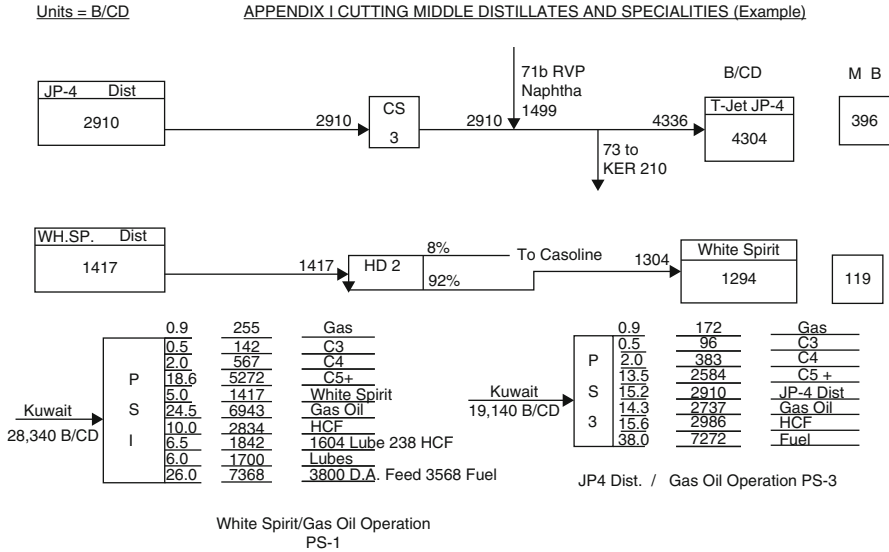 Units = B/CD
APPENDIX I CUTTING MIDDLE DISTILLATES AND SPECIALITIES (Example)
JP-4 Dist
2910
2910
CS
3
2910
71b RVP
Naphtha
1499
73 to
KER 210
4336
B/CD
T-Jet JP-4
4304
M B
396
WH.SP. Dist
1417
1417
HD 2
8%
92%
To Casoline
1304
White Spirit
1294
119
Kuwait
28,340 B/CD
P
S
I
0.9 255 Gas
0.5 142 C3
2.0 567 C4
18.6 5272 C5+
5.0 1417 White Spirit
24.5 6943 Gas Oil
10.0 2834 HCF
6.5 1842 1604 Lube 238 HCF
6.0 1700 Lubes
26.0 7368 3800 D.A. Feed 3568 Fuel
White Spirit/Gas Oil Operation
PS-1
Kuwait
19,140 B/CD
P
S
3
0.9 172 Gas
0.5 96 C3
2.0 383 C4
13.5 2584 C5 +
15.2 2910 JP-4 Dist
14.3 2737 Gas Oil
15.6 2986 HCF
38.0 7272 Fuel
JP4 Dist. / Gas Oil Operation PS-3